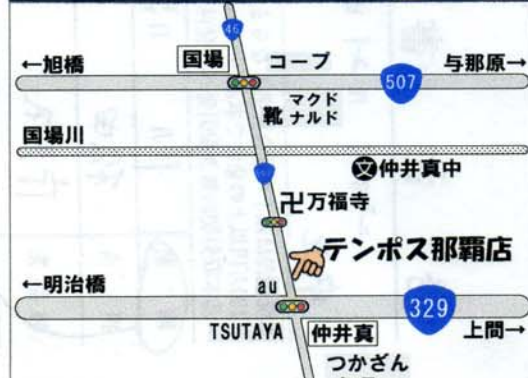 46
国場 コープ
←旭橋 与那原→
507
靴 マクド
ナルド
国場川
文 仲井真中
卍万福寺
テンポス那覇店
←明治橋 au
329
上間→
TSUTAYA 仲井真
つかざん